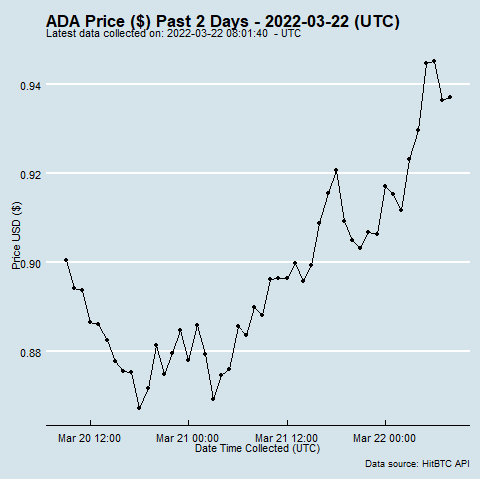 ADA Price ($) Past 2 Days - 2022-03-22 (UTC)
Latest data collected on: 2022-03-22 08:01:40 - UTC
0.94
0.92
0.90
0.88
Price USD ($)
Mar 20 12:00 Mar 21 00:00 Mar 21 12:00 Mar 22 00:00
Date Time Collected (UTC)
Data source: HitBTC API